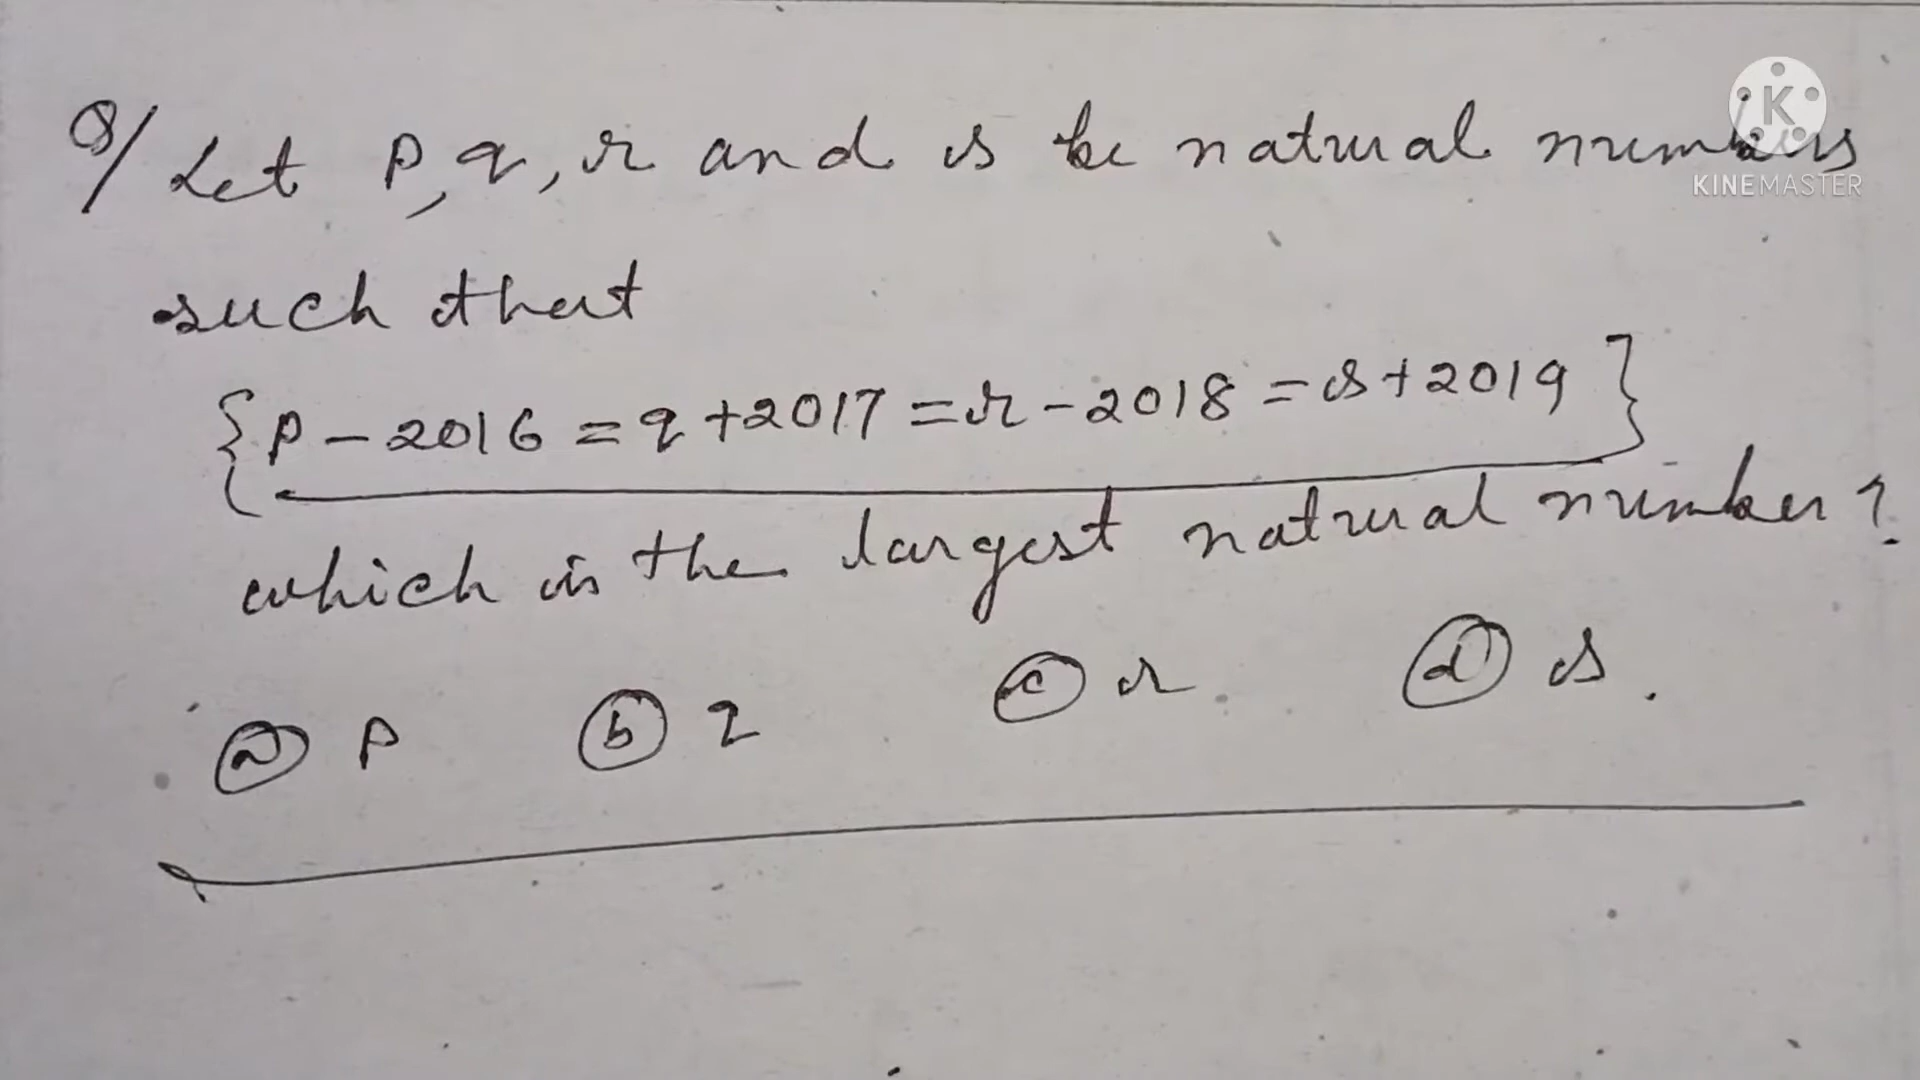 Q/ Let p, q, r and s be natural numbers
KINEMASTER
such that
{p - 2016 = q + 2017 = r - 2018 = s + 2019}
which is the largest natural number?
(a) p (b) q (c) r (d) s.